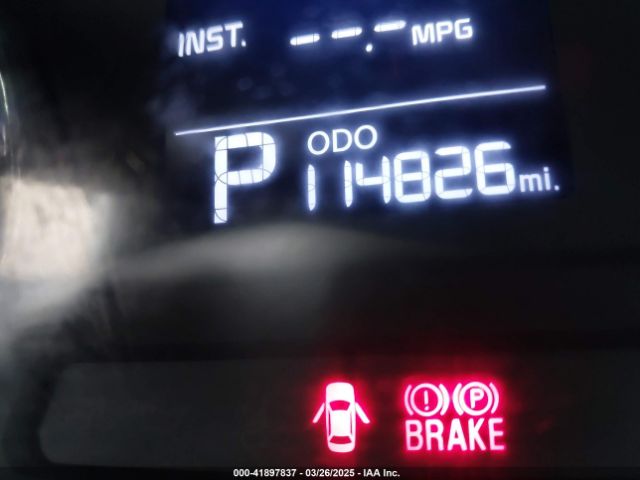 INST. --.- MPG
ODO
P 114826 mi.
(!) (P)
BRAKE
000-41897837 - 03/26/2025 - IAA Inc.